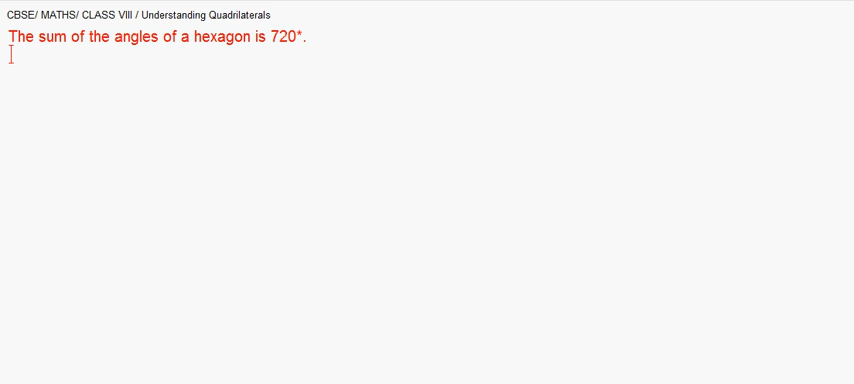 CBSE/ MATHS/ CLASS VIII / Understanding Quadrilaterals
The sum of the angles of a hexagon is 720*.